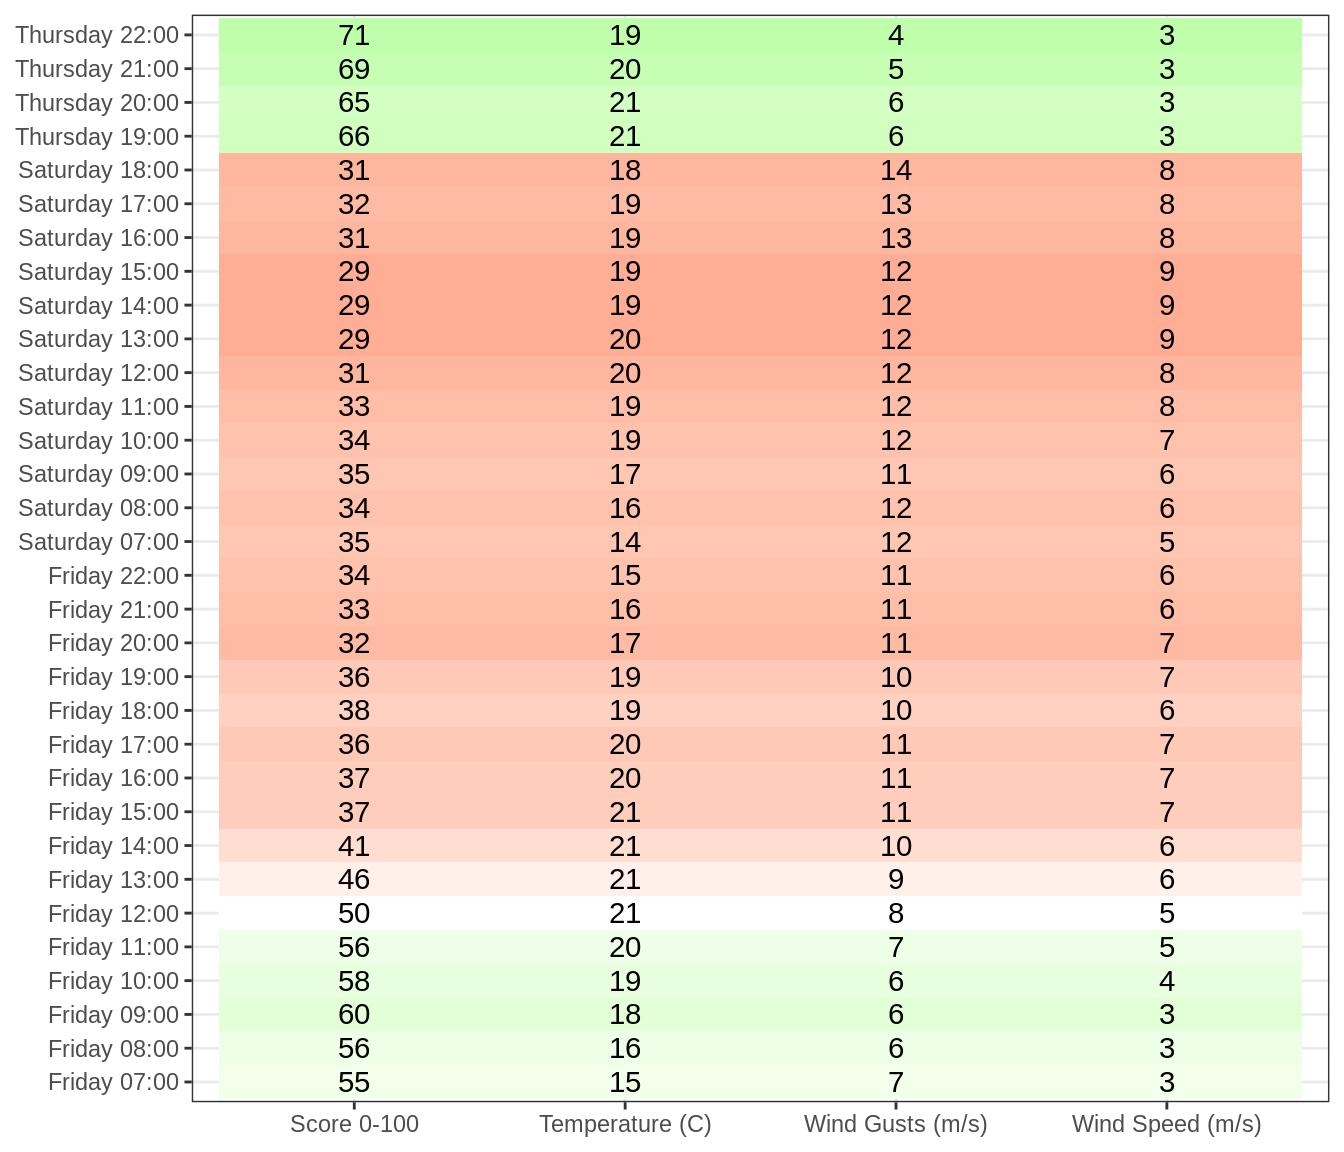 Thursday 22:00 71 19 4 3
Thursday 21:00 69 20 5 3
Thursday 20:00 65 21 6 3
Thursday 19:00 66 21 6 3
Saturday 18:00 31 18 14 8
Saturday 17:00 32 19 13 8
Saturday 16:00 31 19 13 8
Saturday 15:00 29 19 12 9
Saturday 14:00 29 19 12 9
Saturday 13:00 29 20 12 9
Saturday 12:00 31 20 12 8
Saturday 11:00 33 19 12 8
Saturday 10:00 34 19 12 7
Saturday 09:00 35 17 11 6
Saturday 08:00 34 16 12 6
Saturday 07:00 35 14 12 5
Friday 22:00 34 15 11 6
Friday 21:00 33 16 11 6
Friday 20:00 32 17 11 7
Friday 19:00 36 19 10 7
Friday 18:00 38 19 10 6
Friday 17:00 36 20 11 7
Friday 16:00 37 20 11 7
Friday 15:00 37 21 11 7
Friday 14:00 41 21 10 6
Friday 13:00 46 21 9 6
Friday 12:00 50 21 8 5
Friday 11:00 56 20 7 5
Friday 10:00 58 19 6 4
Friday 09:00 60 18 6 3
Friday 08:00 56 16 6 3
Friday 07:00 55 15 7 3
Score 0-100 Temperature (C) Wind Gusts (m/s) Wind Speed (m/s)